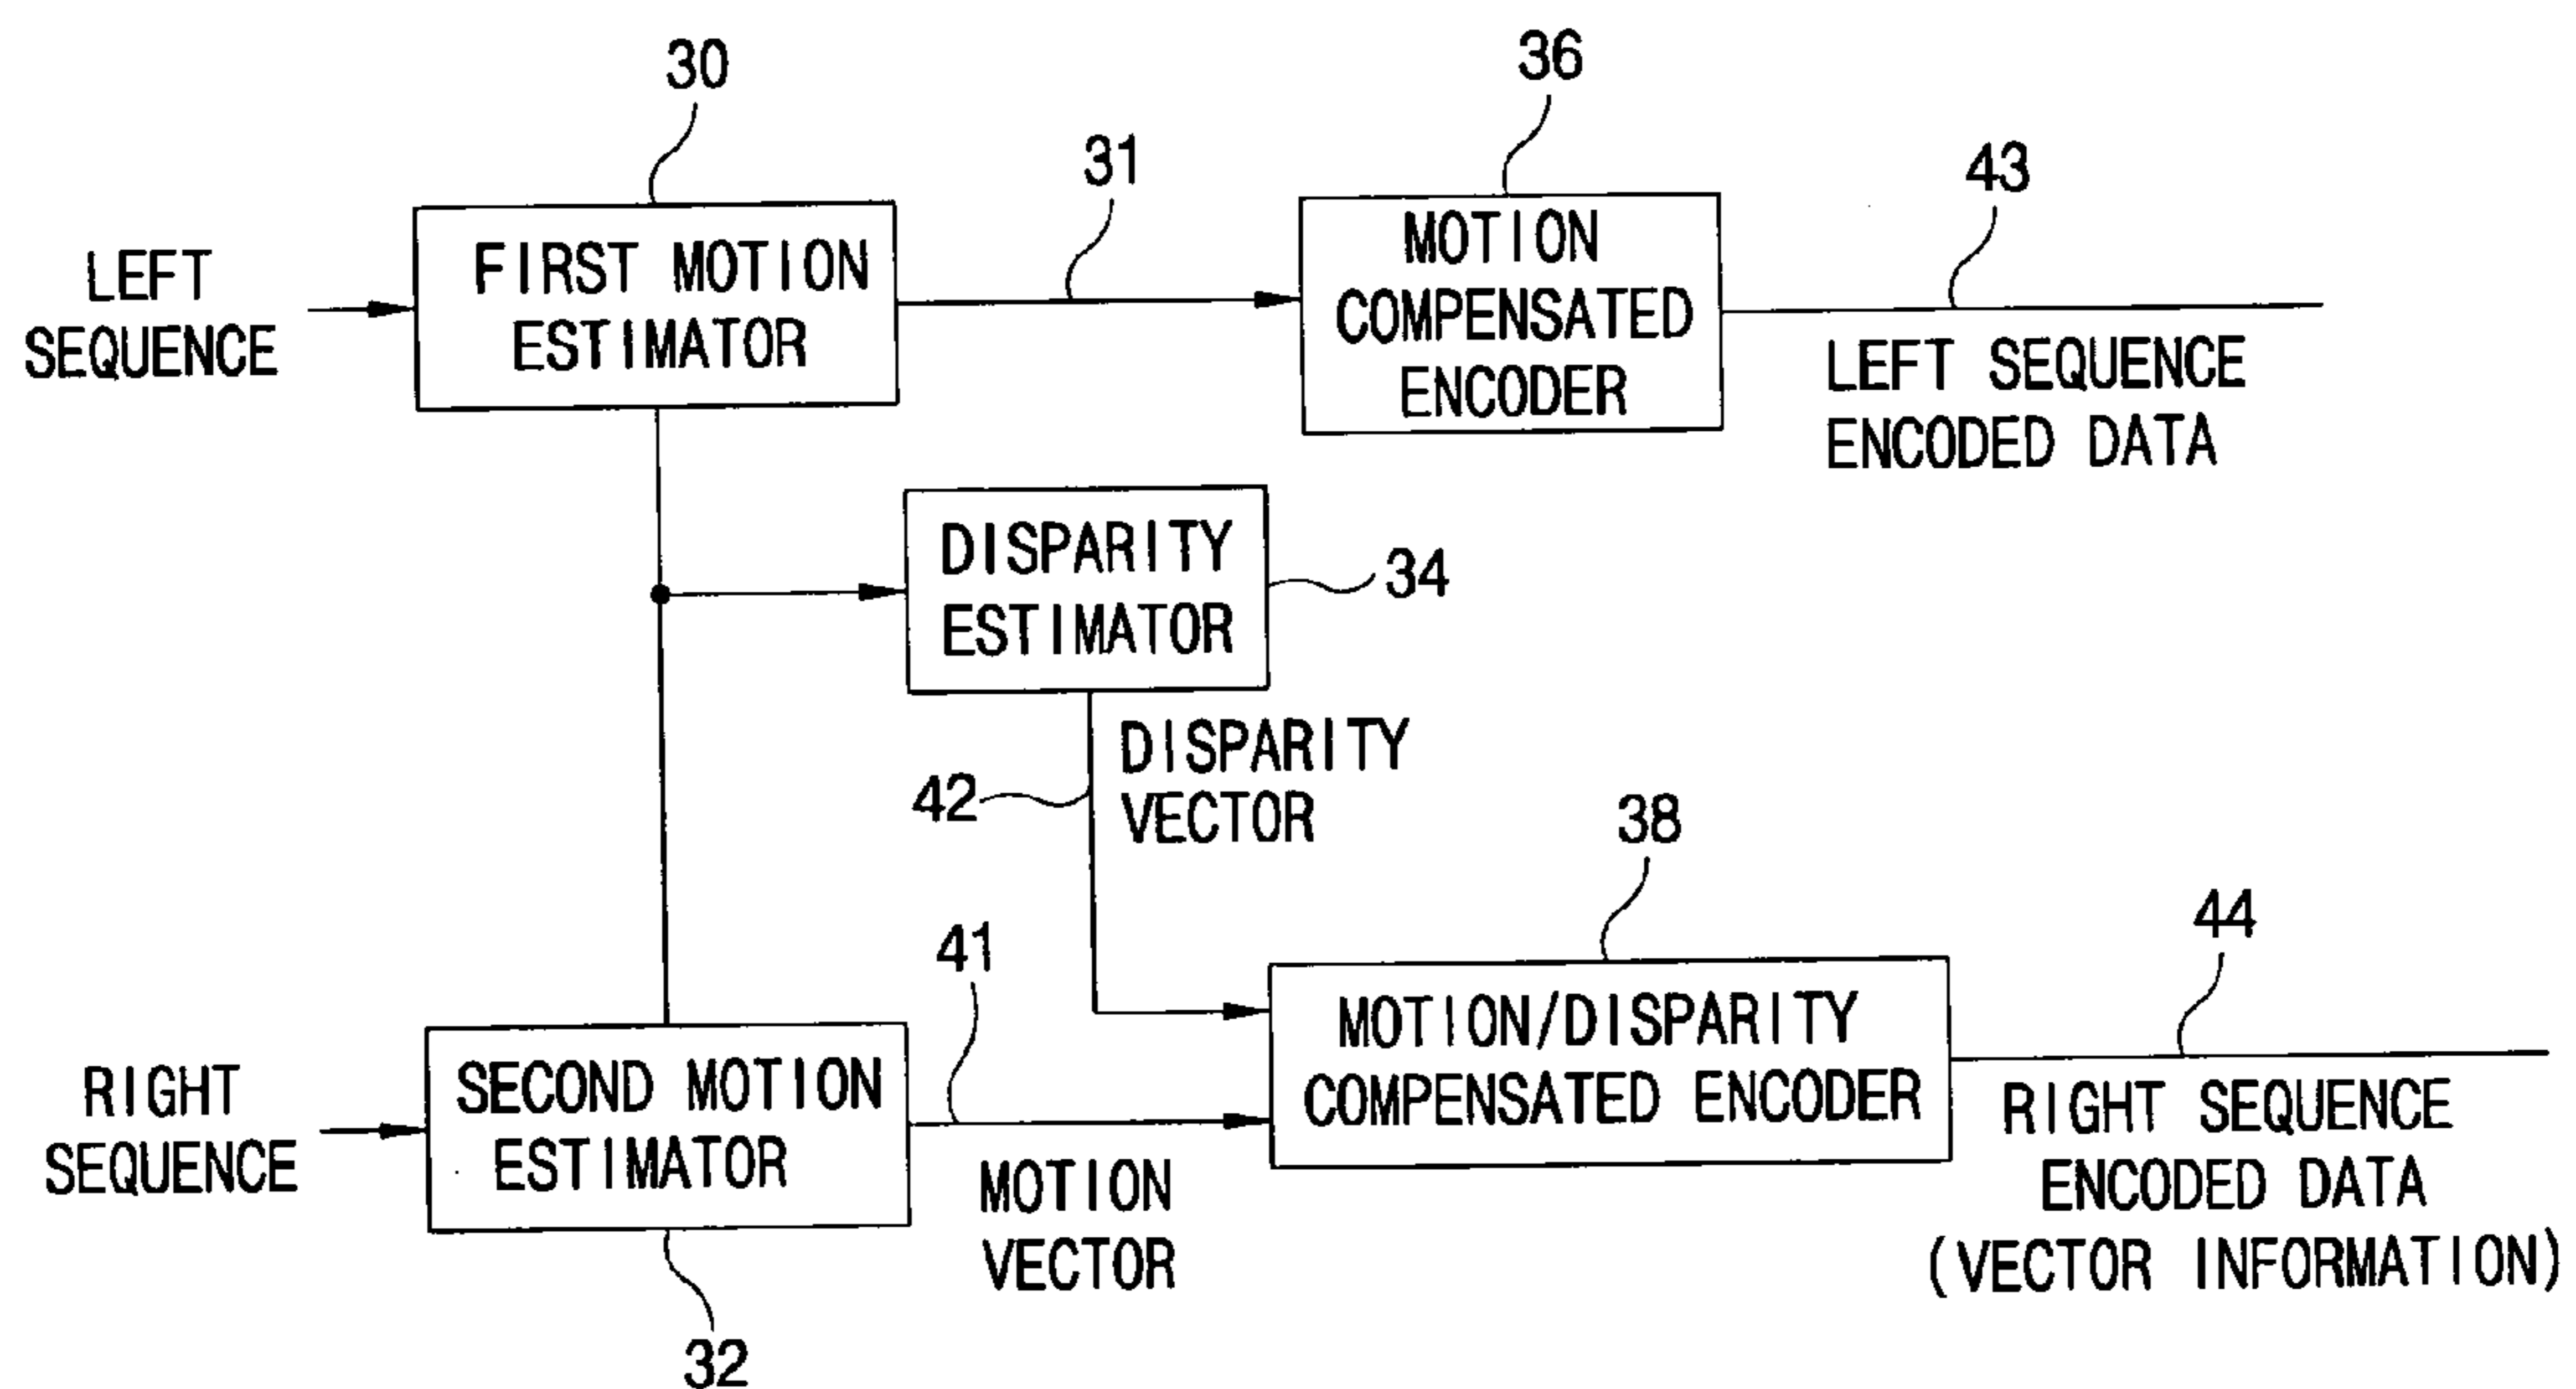 30
36
31
43
LEFT
SEQUENCE
FIRST MOTION
ESTIMATOR
MOTION
COMPENSATED
ENCODER
LEFT SEQUENCE
ENCODED DATA
DISPARITY
ESTIMATOR
34
42
DISPARITY
VECTOR
38
41
44
RIGHT
SEQUENCE
SECOND MOTION
ESTIMATOR
MOTION/DISPARITY
COMPENSATED ENCODER
MOTION
VECTOR
RIGHT SEQUENCE
ENCODED DATA
(VECTOR INFORMATION)
32